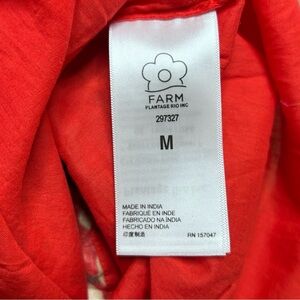 FARM
PLANTAGE RIO INC
297327
M
MADE IN INDIA
FABRIQUÉ EN INDE
FABRICADO NA ÍNDIA
HECHO EN INDIA
印度制造
RN 157047